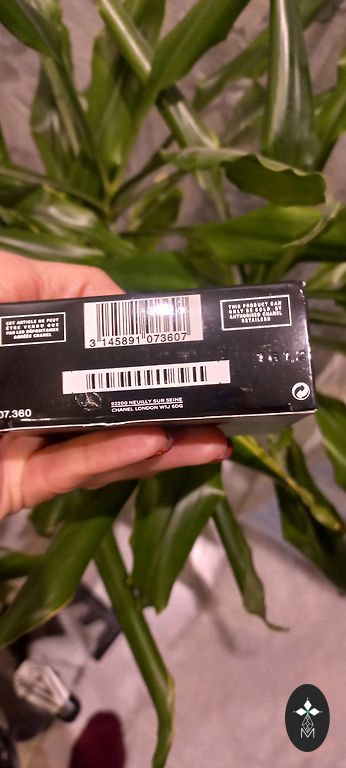 CET ARTICLE NE PEUT
ÊTRE VENDU QUE
PAR LES DÉPOSITAIRES
AGRÉÉS CHANEL
3 145891 073607
THIS PRODUCT CAN
ONLY BE SOLD BY
AUTHORISED CHANEL
RETAILERS
92200 NEUILLY SUR SEINE
CHANEL LONDON W1J 6DG
07.360
M